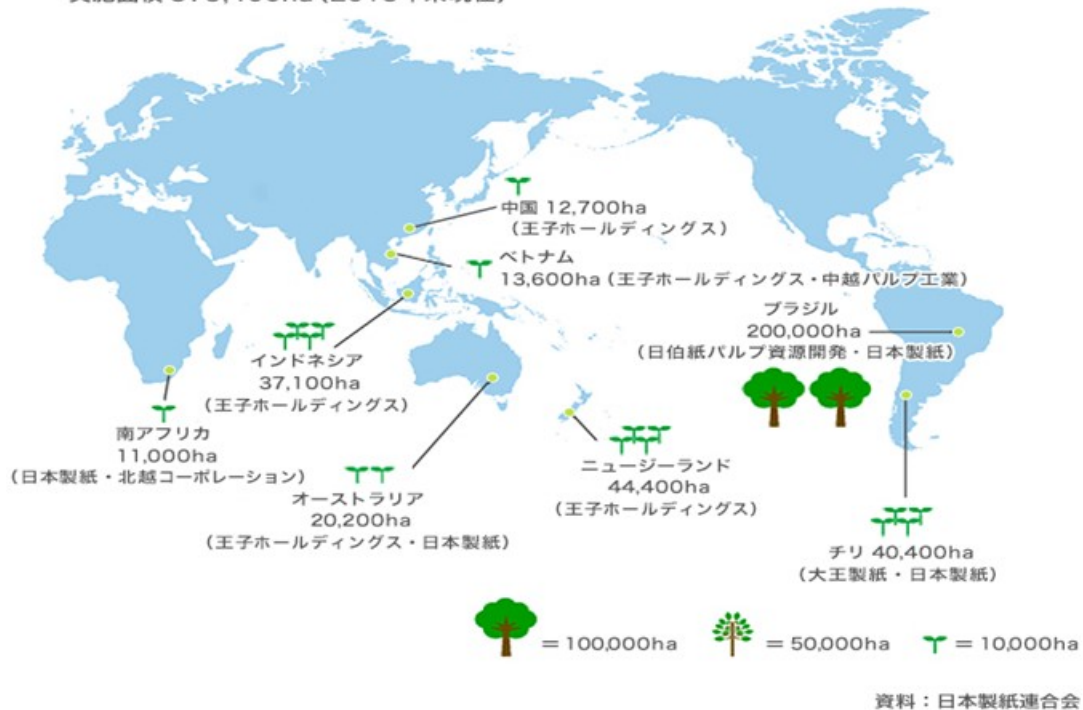 中国 12,700ha
(王子ホールディングス)
ベトナム
13,600ha (王子ホールディングス・中越パルプ工業)
ブラジル
200,000ha
(日伯紙パルプ資源開発・日本製紙)
インドネシア
37,100ha
(王子ホールディングス)
南アフリカ
11,000ha
(日本製紙・北越コーポレーション)
オーストラリア
20,200ha
(王子ホールディングス・日本製紙)
ニュージーランド
44,400ha
(王子ホールディングス)
チリ 40,400ha
(大王製紙・日本製紙)
=100,000ha =50,000ha =10,000ha
資料:日本製紙連合会